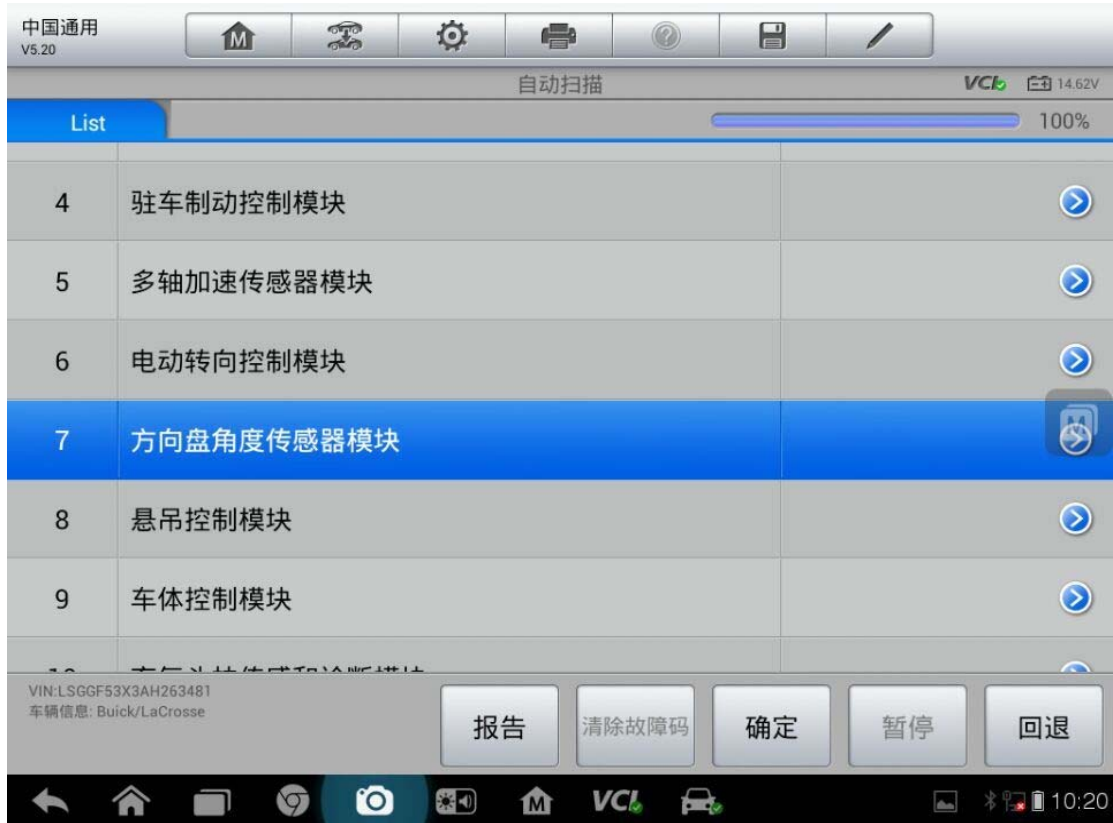 中国通用
V5.20
M
自动扫描
VCI
14.62V
List
100%
4 驻车制动控制模块
5 多轴加速传感器模块
6 电动转向控制模块
7 方向盘角度传感器模块
M
8 悬吊控制模块
9 车体控制模块
VIN:LSGGF53X3AH263481
车辆信息: Buick/LaCrosse
报告
清除故障码
确定
暂停
回退
M
VCI
10:20